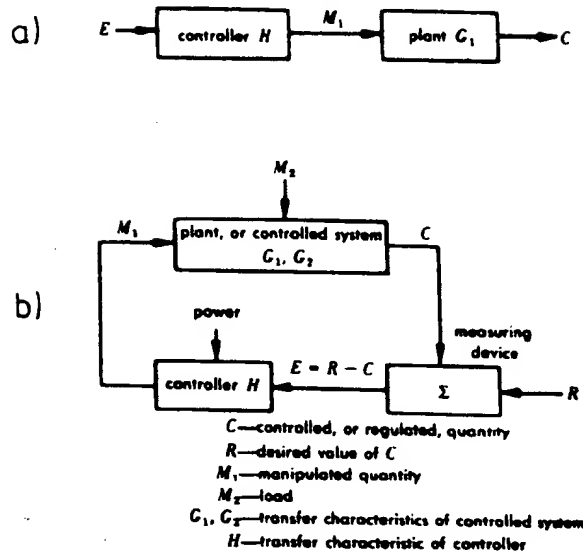 a)
E
controller H
M₁
plant G₁
C
M₂
M₁
plant, or controlled system
G₁, G₂
C
b)
power
measuring
device
controller H
E = R − C
Σ
R
C—controlled, or regulated, quantity
R—desired value of C
M₁—manipulated quantity
M₂—load
G₁, G₂—transfer characteristics of controlled system
H—transfer characteristic of controller